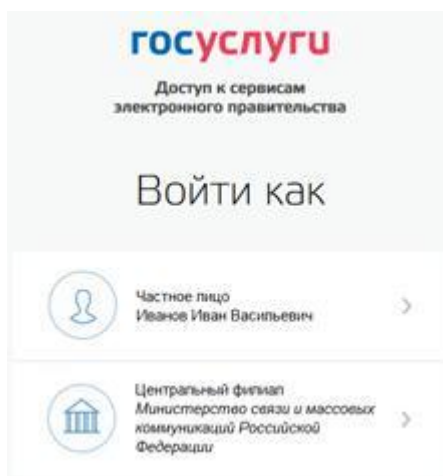 госуслуги
Доступ к сервисам
электронного правительства
Войти как
Частное лицо
Иванов Иван Васильевич
Центральный филиал
Министерство связи и массовых
коммуникаций Российской
Федерации